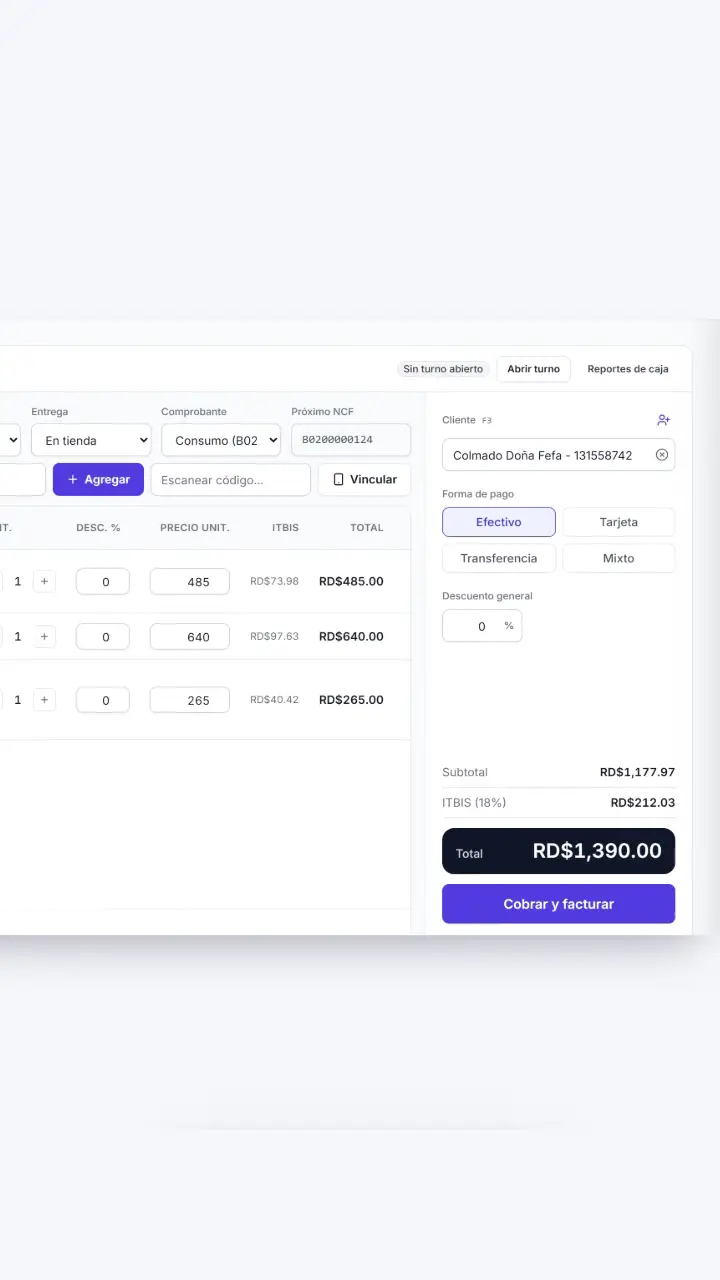 Sin turno abierto Abrir turno Reportes de caja
Entrega Comprobante Próximo NCF
En tienda Consumo (B02 B0200000124
+ Agregar Escanear código... Vincular
IT. DESC. % PRECIO UNIT. ITBIS TOTAL
1 + 0 485 RD$73.98 RD$485.00
1 + 0 640 RD$97.63 RD$640.00
1 + 0 265 RD$40.42 RD$265.00
Cliente F3
Colmado Doña Fefa - 131558742
Forma de pago
Efectivo Tarjeta
Transferencia Mixto
Descuento general
0 %
Subtotal RD$1,177.97
ITBIS (18%) RD$212.03
Total RD$1,390.00
Cobrar y facturar